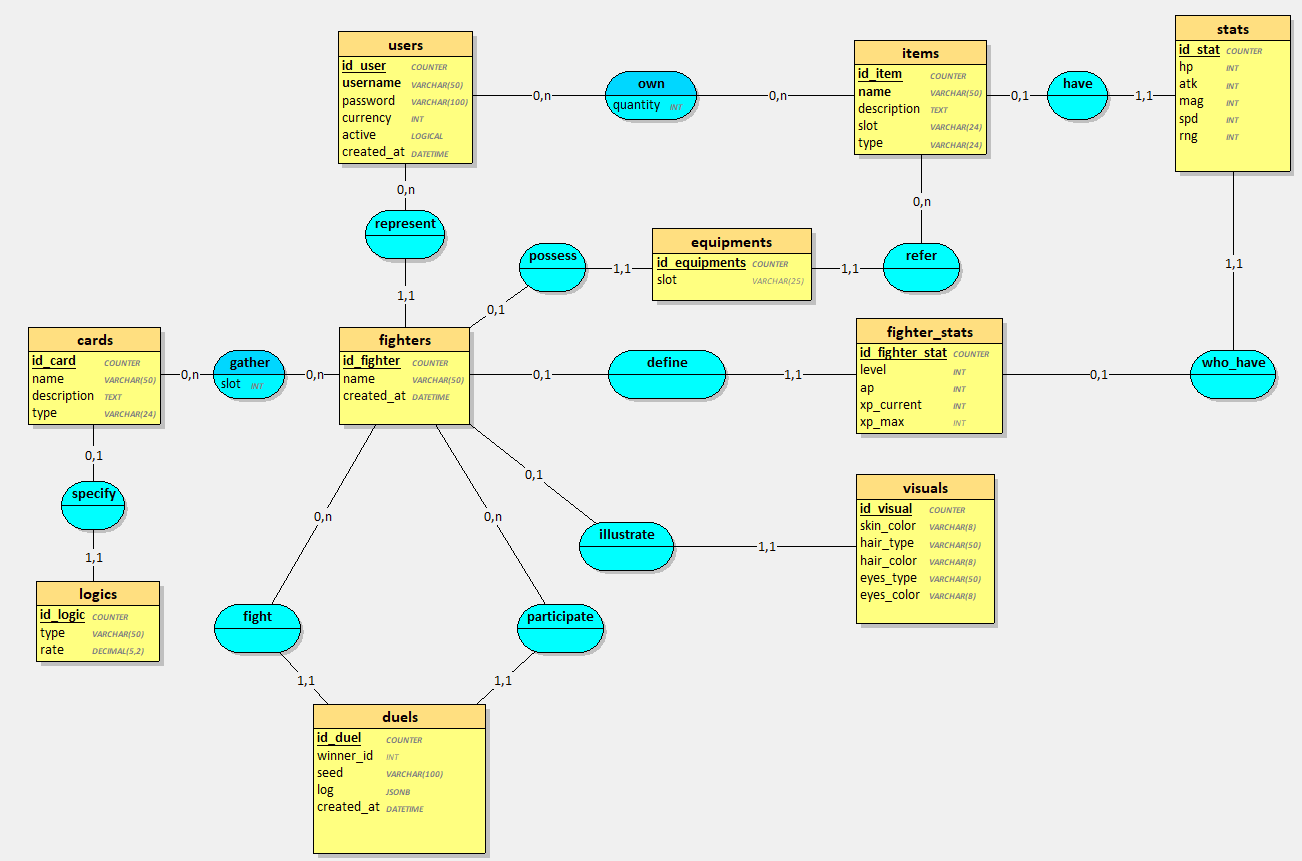 users
id_user COUNTER
username VARCHAR(50)
password VARCHAR(100)
currency INT
active LOGICAL
created_at DATETIME
0,n
own
quantity INT
0,n
items
id_item COUNTER
name VARCHAR(50)
description TEXT
slot VARCHAR(24)
type VARCHAR(24)
0,1
have
1,1
stats
id_stat COUNTER
hp INT
atk INT
mag INT
spd INT
rng INT
0,n
represent
1,1
0,n
refer
1,1
equipments
id_equipments COUNTER
slot VARCHAR(25)
1,1
possess
0,1
1,1
who_have
0,1
cards
id_card COUNTER
name VARCHAR(50)
description TEXT
type VARCHAR(24)
0,n
gather
slot INT
0,n
fighters
id_fighter COUNTER
name VARCHAR(50)
created_at DATETIME
0,1
define
1,1
fighter_stats
id_fighter_stat COUNTER
level INT
ap INT
xp_current INT
xp_max INT
0,1
specify
1,1
logics
id_logic COUNTER
type VARCHAR(50)
rate DECIMAL(5,2)
0,n
fight
1,1
0,n
participate
1,1
0,1
illustrate
1,1
visuals
id_visual COUNTER
skin_color VARCHAR(8)
hair_type VARCHAR(50)
hair_color VARCHAR(8)
eyes_type VARCHAR(50)
eyes_color VARCHAR(8)
duels
id_duel COUNTER
winner_id INT
seed VARCHAR(100)
log JSONB
created_at DATETIME